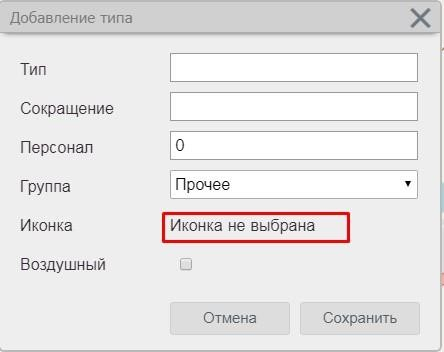 Добавление типа
Тип
Сокращение
Персонал 0
Группа Прочее
Иконка Иконка не выбрана
Воздушный
Отмена Сохранить